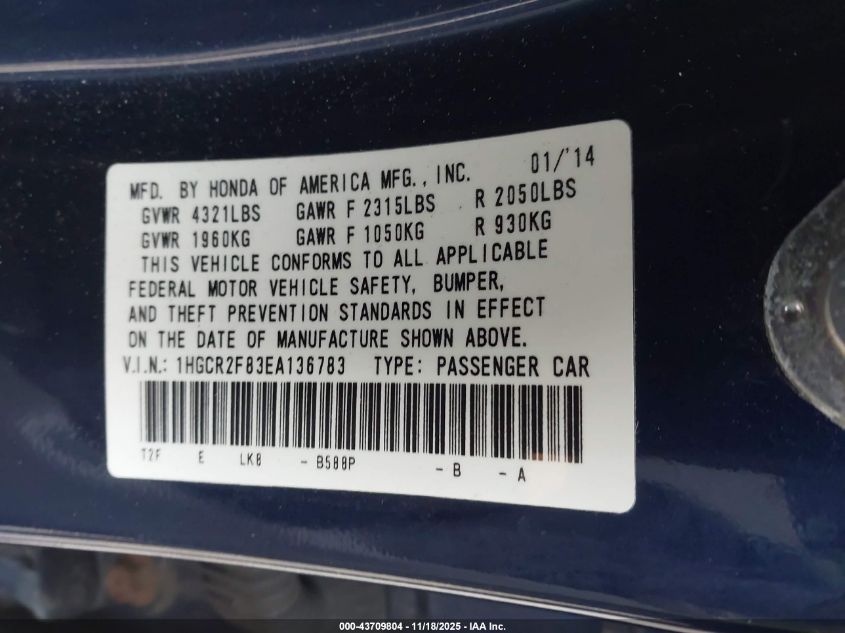 MFD. BY HONDA OF AMERICA MFG., INC. 01/'14
GVWR 4321LBS GAWR F 2315LBS R 2050LBS
GVWR 1960KG GAWR F 1050KG R 930KG
THIS VEHICLE CONFORMS TO ALL APPLICABLE
FEDERAL MOTOR VEHICLE SAFETY, BUMPER,
AND THEFT PREVENTION STANDARDS IN EFFECT
ON THE DATE OF MANUFACTURE SHOWN ABOVE.
V.I.N.: 1HGCR2F83EA136783 TYPE: PASSENGER CAR
T2F E LK0 - B588P - B - A
000-43709804 - 11/18/2025 - IAA Inc.